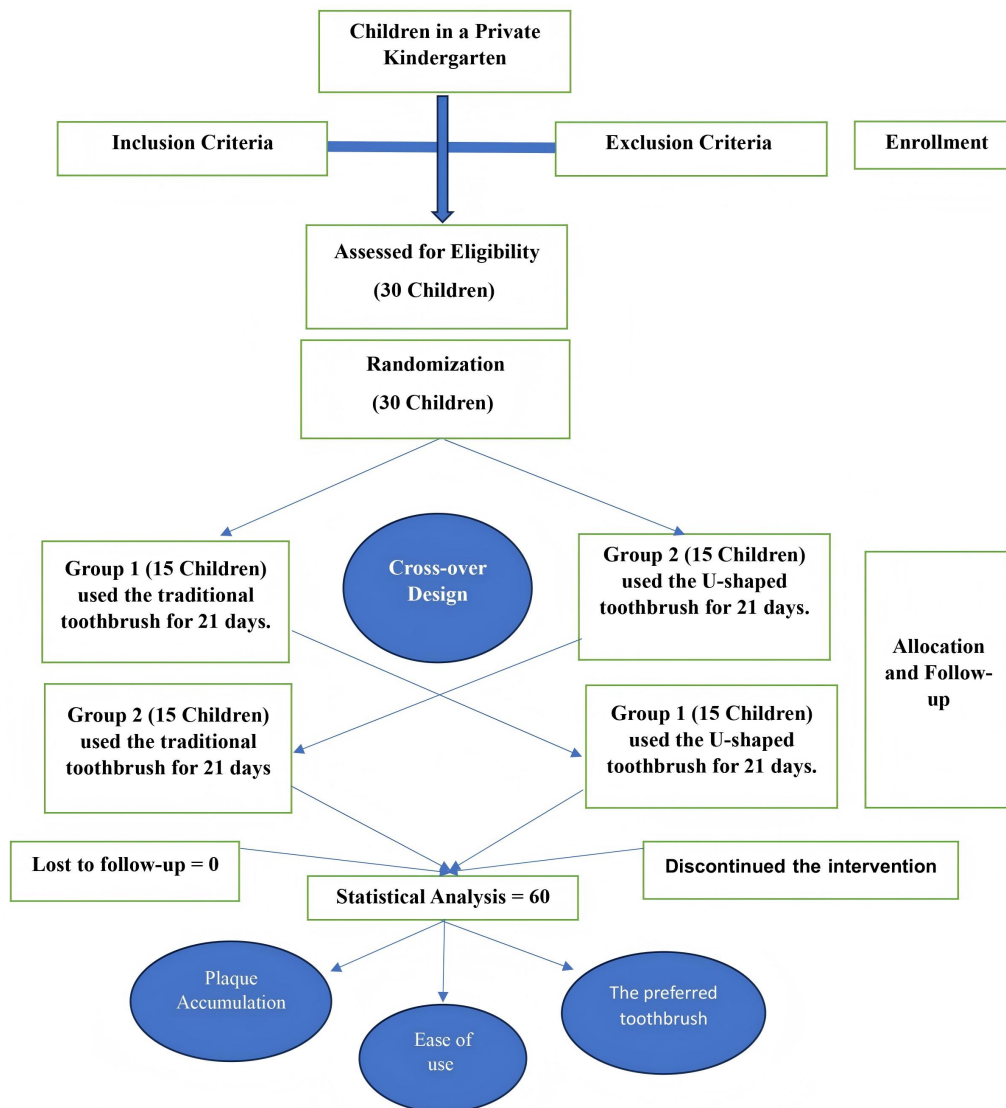 Children in a Private
Kindergarten
Inclusion Criteria
Exclusion Criteria
Enrollment
Assessed for Eligibility
(30 Children)
Randomization
(30 Children)
Group 1 (15 Children)
used the traditional
toothbrush for 21 days.
Cross-over
Design
Group 2 (15 Children)
used the U-shaped
toothbrush for 21 days.
Allocation
and Follow-
up
Group 2 (15 Children)
used the traditional
toothbrush for 21 days
Group 1 (15 Children)
used the U-shaped
toothbrush for 21 days.
Lost to follow-up = 0
Discontinued the intervention
Statistical Analysis = 60
Plaque
Accumulation
Ease of
use
The preferred
toothbrush